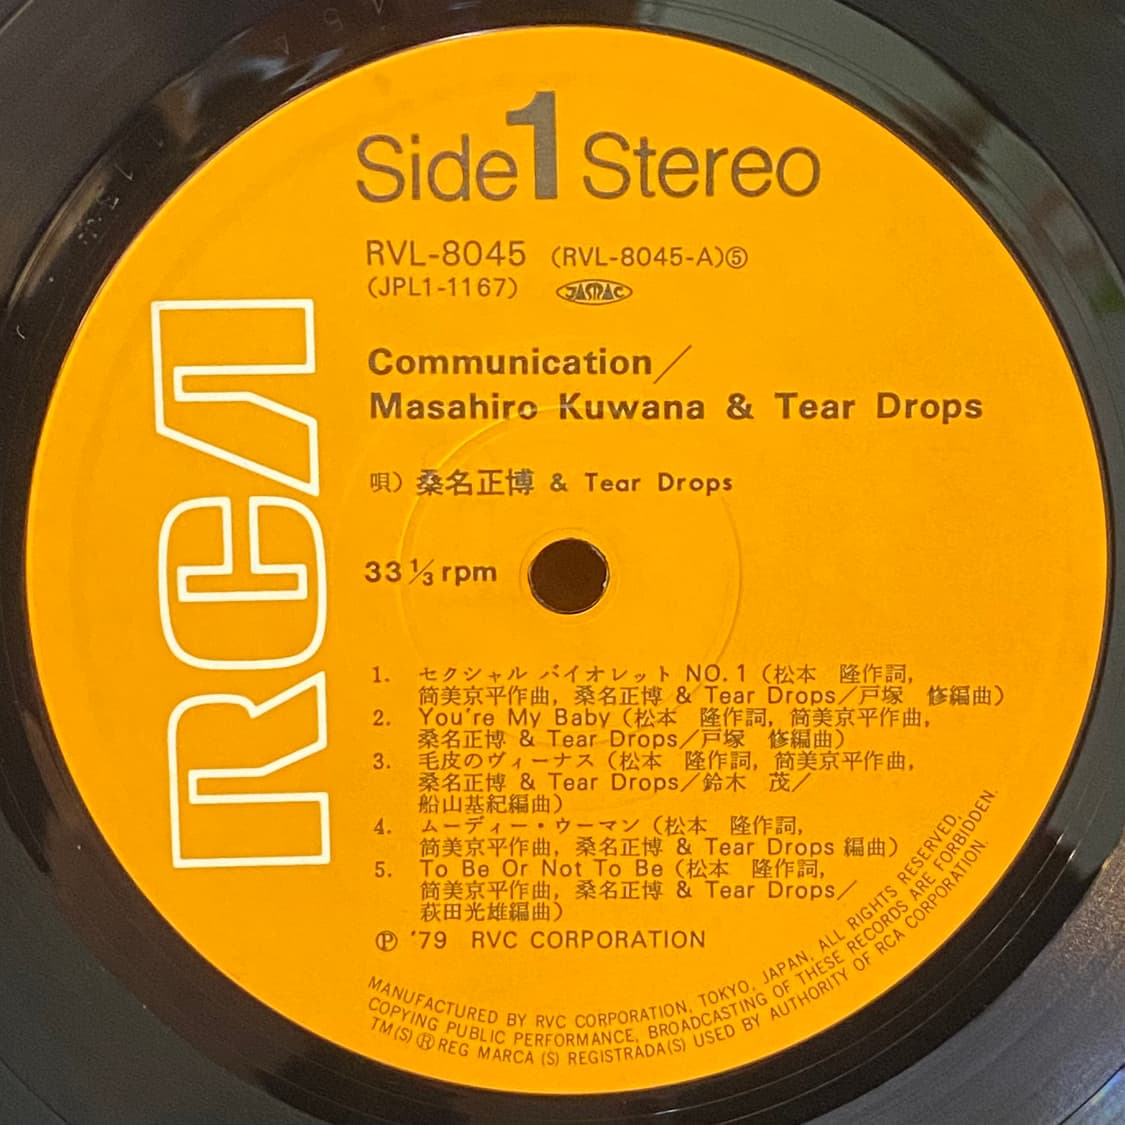 Side 1 Stereo
RVL-8045 (RVL-8045-A)⑤
(JPL1-1167) JASRAC
RCA
Communication／
Masahiro Kuwana & Tear Drops
唄）桑名正博 & Tear Drops
33⅓rpm
1. セクシャル バイオレット NO.1（松本　隆作詞,
筒美京平作曲, 桑名正博 & Tear Drops／戸塚　修編曲）
2. You're My Baby（松本　隆作詞, 筒美京平作曲,
桑名正博 & Tear Drops／戸塚　修編曲）
3. 毛皮のヴィーナス（松本　隆作詞, 筒美京平作曲,
桑名正博 & Tear Drops／鈴木　茂／
船山基紀編曲）
4. ムーディー・ウーマン（松本　隆作詞,
筒美京平作曲, 桑名正博 & Tear Drops 編曲）
5. To Be Or Not To Be（松本　隆作詞,
筒美京平作曲, 桑名正博 & Tear Drops／
萩田光雄編曲）
Ⓟ '79 RVC CORPORATION
MANUFACTURED BY RVC CORPORATION, TOKYO, JAPAN, ALL RIGHTS RESERVED,
COPYING PUBLIC PERFORMANCE, BROADCASTING OF THESE RECORDS ARE FORBIDDEN.
TM(S) ® REG MARCA (S) REGISTRADA(S) USED BY AUTHORITY OF RCA CORPORATION.